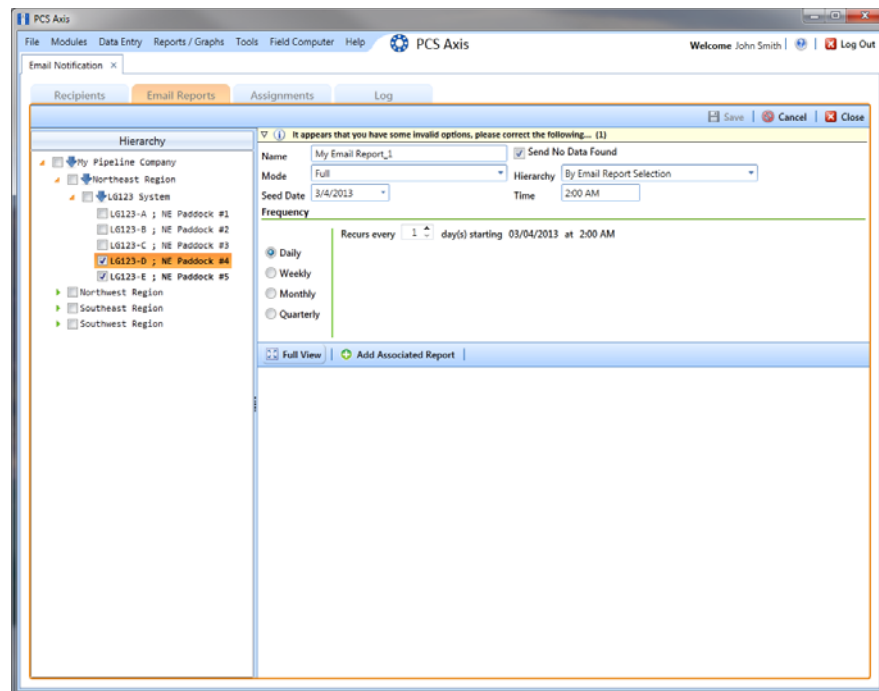 PCS Axis
File Modules Data Entry Reports / Graphs Tools Field Computer Help PCS Axis Welcome John Smith | | Log Out
Email Notification ×
Recipients Email Reports Assignments Log
Save | Cancel | Close
Hierarchy
My Pipeline Company
Northeast Region
LG123 System
LG123-A ; NE Paddock #1
LG123-B ; NE Paddock #2
LG123-C ; NE Paddock #3
LG123-D ; NE Paddock #4
LG123-E ; NE Paddock #5
Northwest Region
Southeast Region
Southwest Region
It appears that you have some invalid options, please correct the following... (1)
Name My Email Report_1 Send No Data Found
Mode Full Hierarchy By Email Report Selection
Seed Date 3/4/2013 Time 2:00 AM
Frequency
Recurs every 1 day(s) starting 03/04/2013 at 2:00 AM
Daily
Weekly
Monthly
Quarterly
Full View | Add Associated Report |